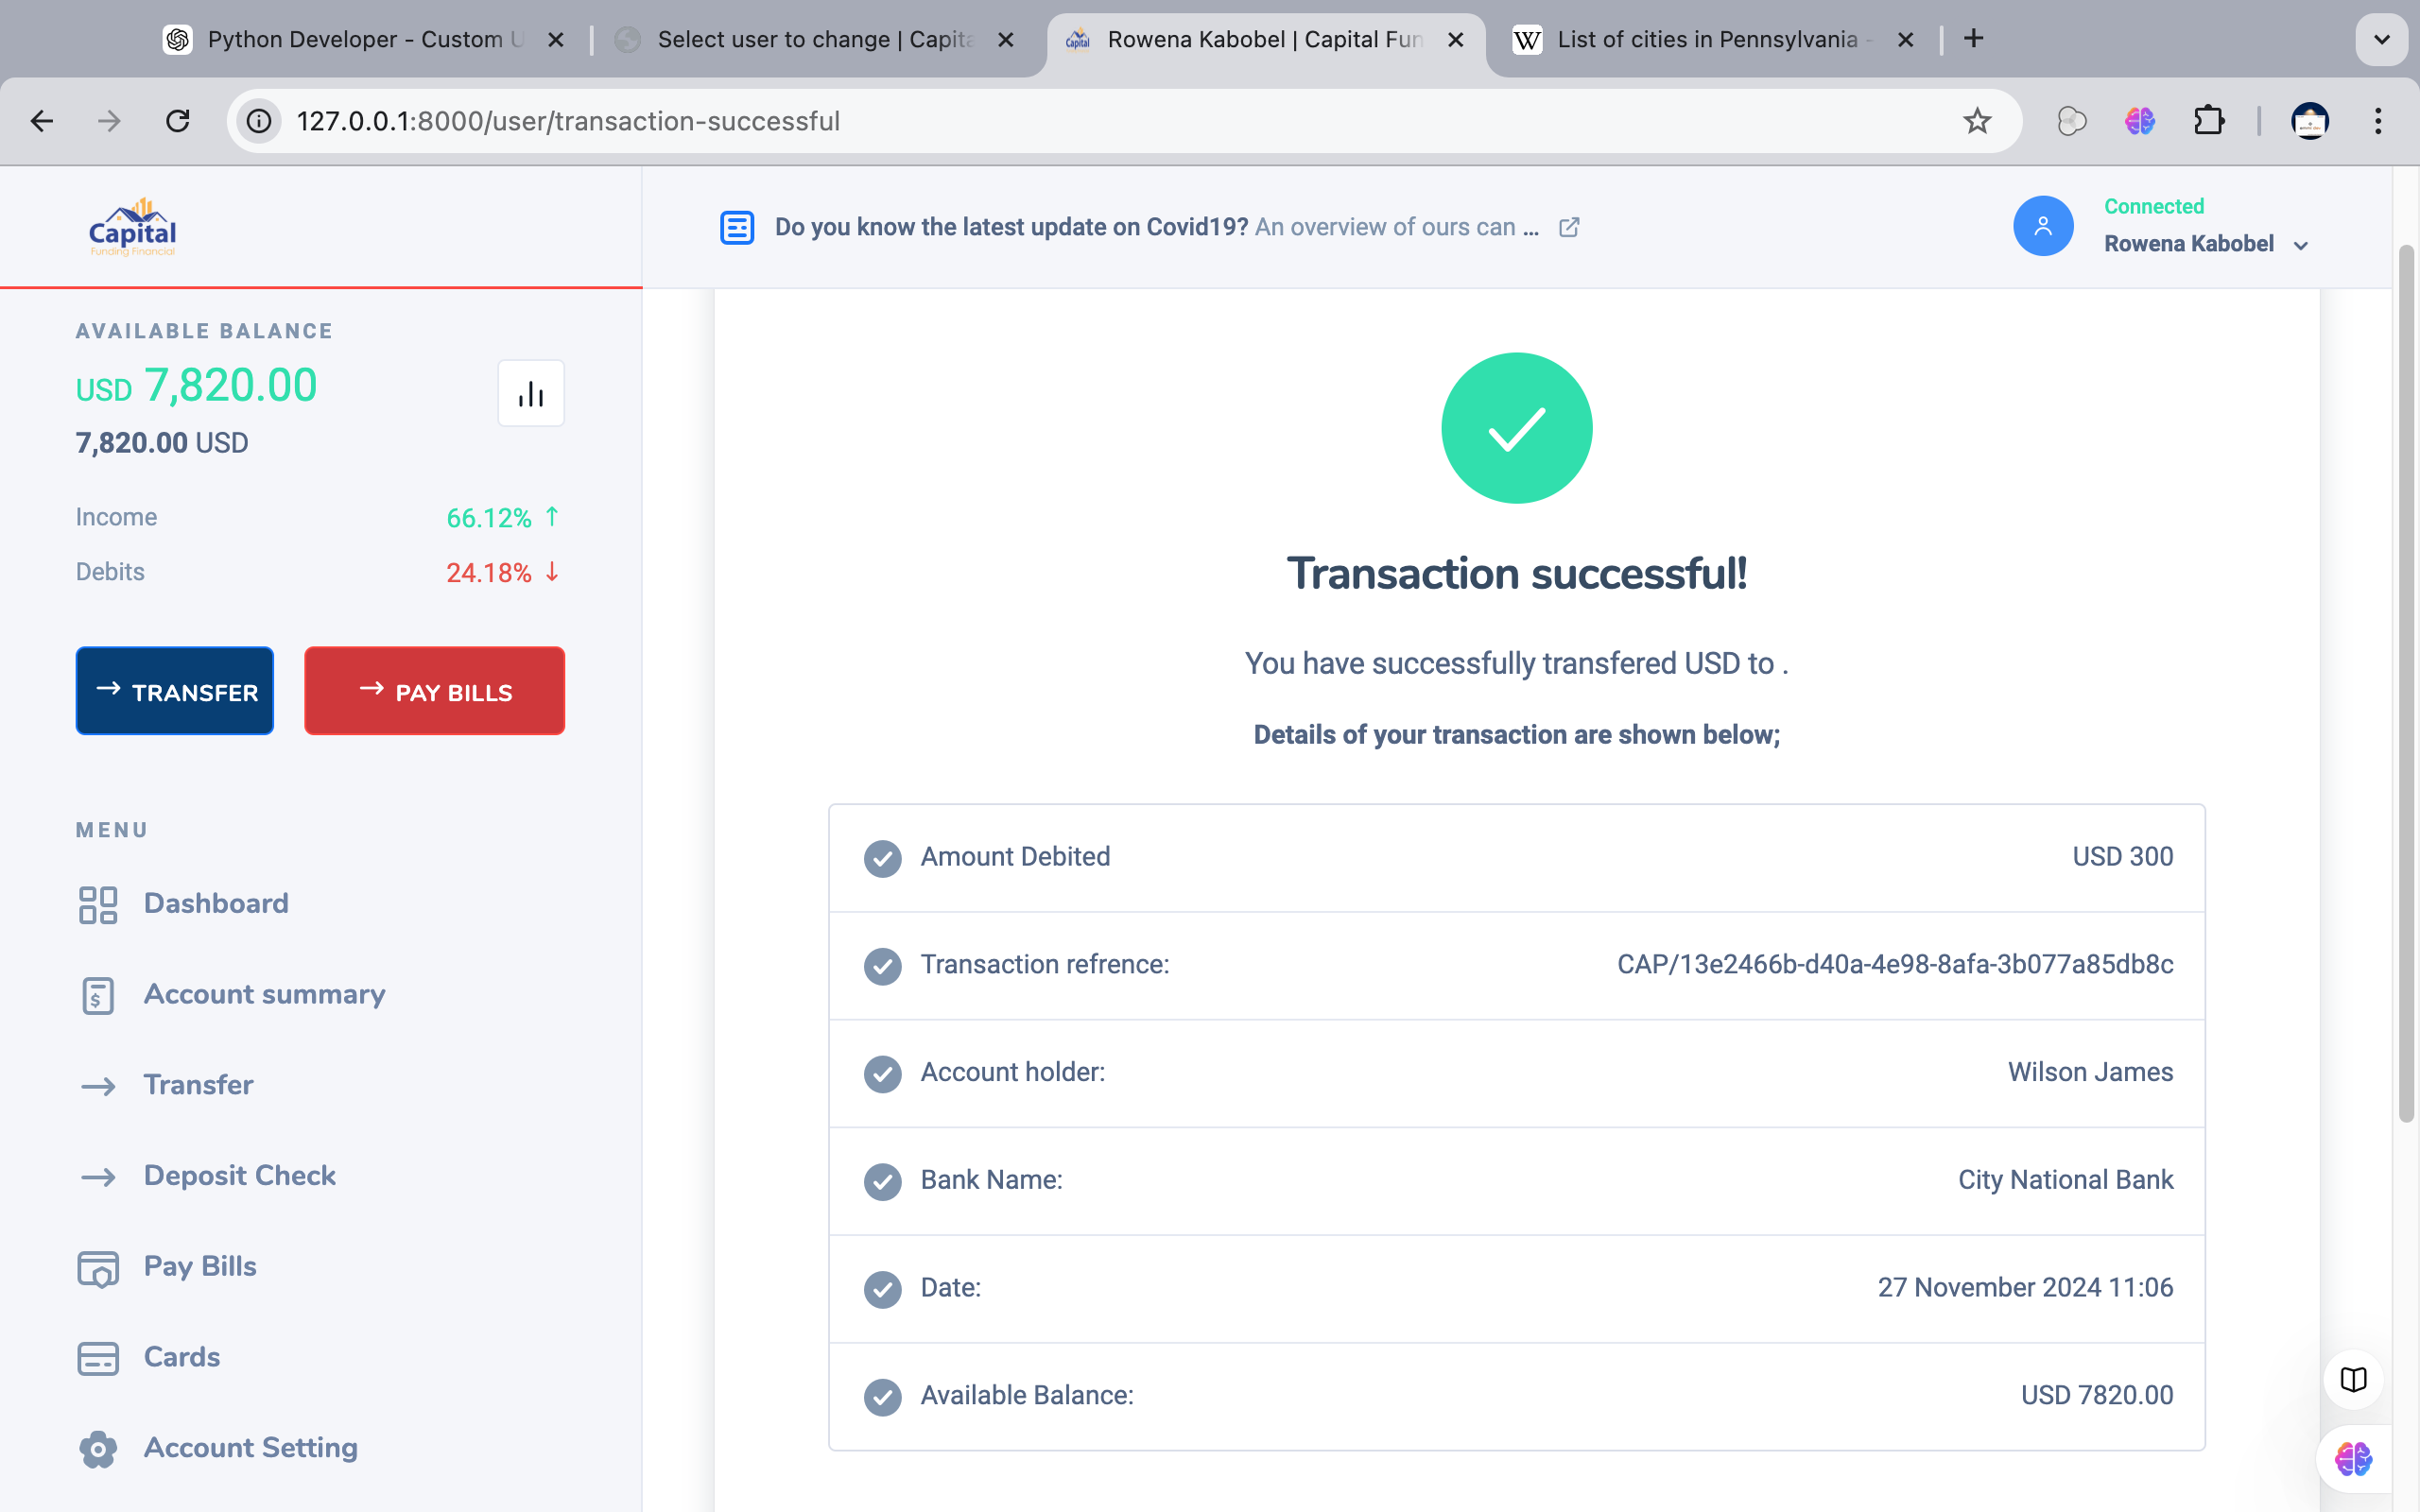 Python Developer - Custom U
Select user to change | Capita
Rowena Kabobel | Capital Fun
List of cities in Pennsylvania -
127.0.0.1:8000/user/transaction-successful
Capital
Funding Financial
Do you know the latest update on Covid19? An overview of ours can ...
Connected
Rowena Kabobel
AVAILABLE BALANCE
USD 7,820.00
7,820.00 USD
Income 66.12%
Debits 24.18%
TRANSFER
PAY BILLS
MENU
Dashboard
Account summary
Transfer
Deposit Check
Pay Bills
Cards
Account Setting
Transaction successful!
You have successfully transfered USD to .
Details of your transaction are shown below;
Amount Debited USD 300
Transaction refrence: CAP/13e2466b-d40a-4e98-8afa-3b077a85db8c
Account holder: Wilson James
Bank Name: City National Bank
Date: 27 November 2024 11:06
Available Balance: USD 7820.00